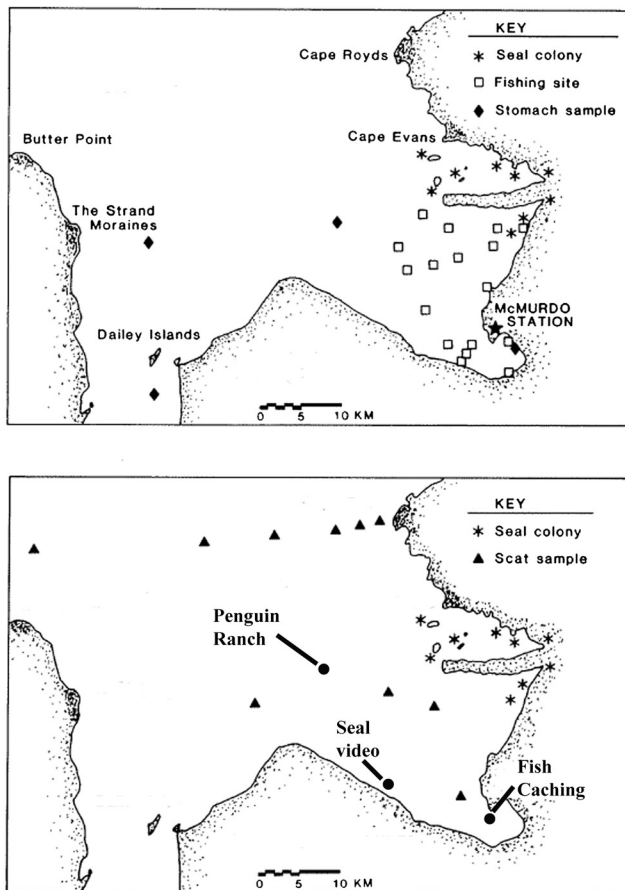 KEY
Cape Royds
Seal colony
Fishing site
Stomach sample
Cape Evans
Butter Point
The Strand
Moraines
McMURDO
STATION
Dailey Islands
0 5 10 KM
KEY
Seal colony
Scat sample
Penguin
Ranch
Seal
video
Fish
Caching
0 5 10 KM